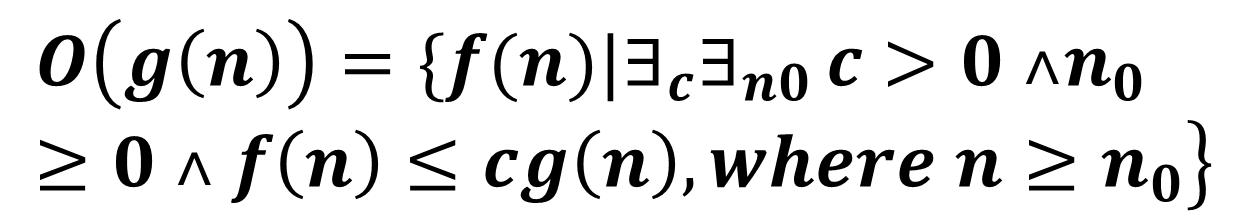 O(g(n)) = {f(n)|∃c∃n0 c > 0 ∧n₀
≥ 0 ∧ f(n) ≤ cg(n), where n ≥ n₀}